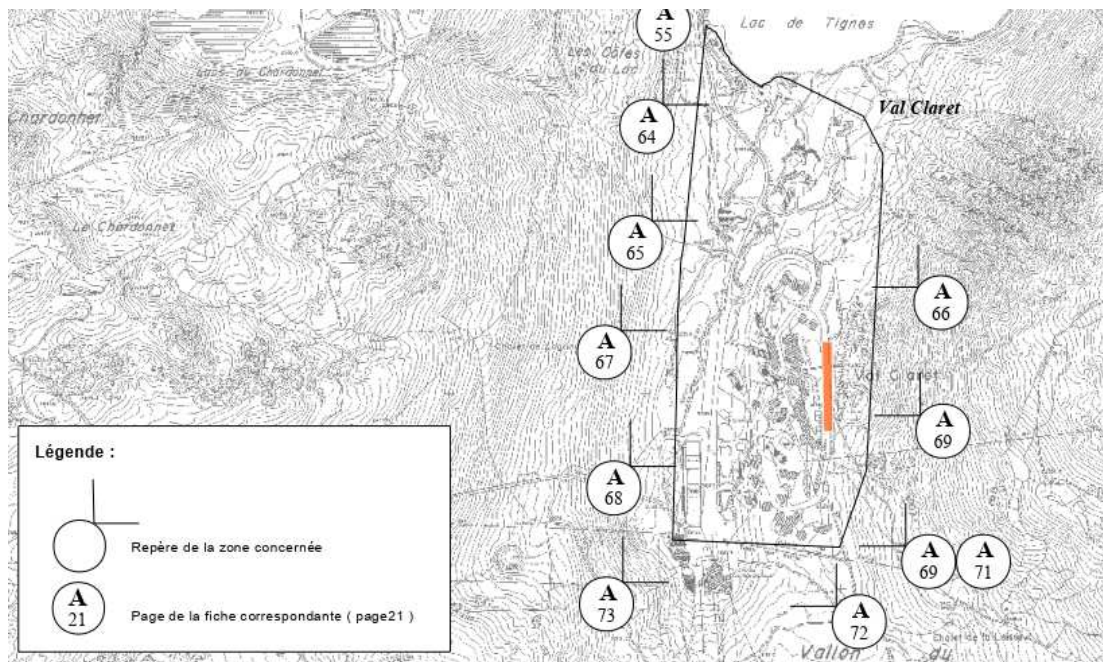 A
55
Lac de Tignes
Les Côtes
du Lac
Lacs du Chardonnet
Chardonnet
Val Claret
A
64
Le Chardonnet
A
65
A
66
A
67
Val Claret
A
69
Légende :
A
68
Repère de la zone concernée
A
21
Page de la fiche correspondante ( page21 )
A
69
A
71
A
73
A
72
Vallon du